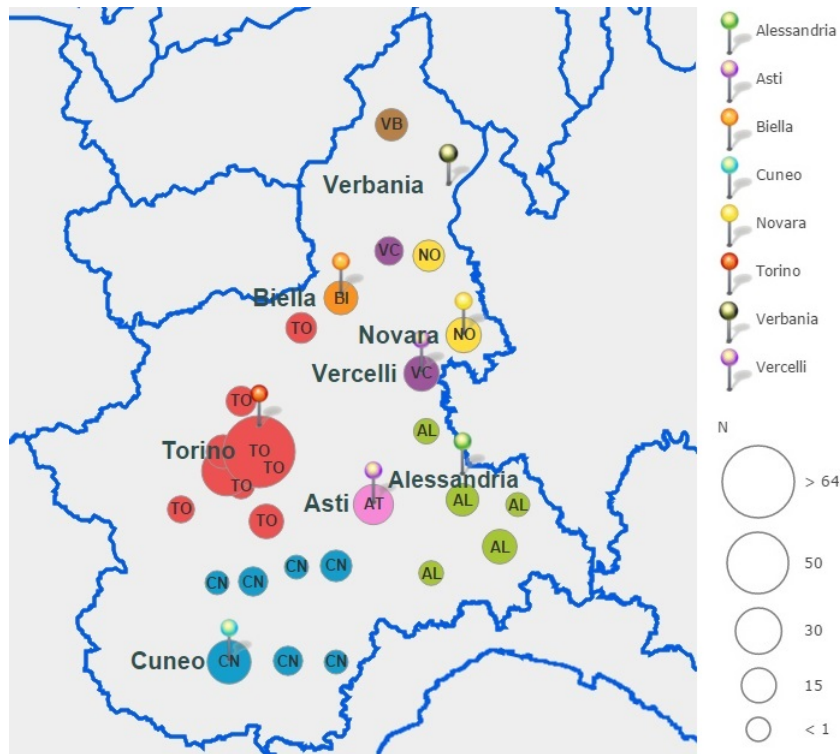 VB
Verbania
VC
NO
Biella
BI
TO
Novara
NO
Vercelli
VC
TO
AL
Torino
TO
TO
TO
TO
TO
Alessandria
AL
AL
Asti
AT
AL
AL
CN
CN
CN
CN
Cuneo
CN
CN
CN
Alessandria
Asti
Biella
Cuneo
Novara
Torino
Verbania
Vercelli
N
> 64
50
30
15
< 1